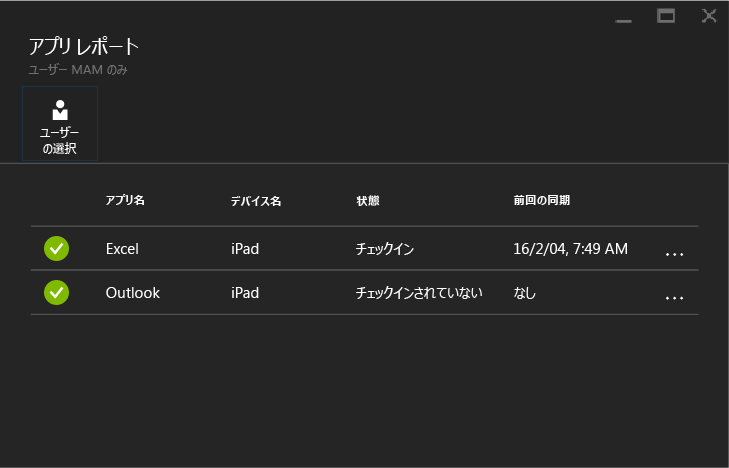 アプリ レポート
ユーザー MAM のみ
ユーザー
の選択
アプリ名 デバイス名 状態 前回の同期
Excel iPad チェックイン 16/2/04, 7:49 AM ...
Outlook iPad チェックインされていない なし ...